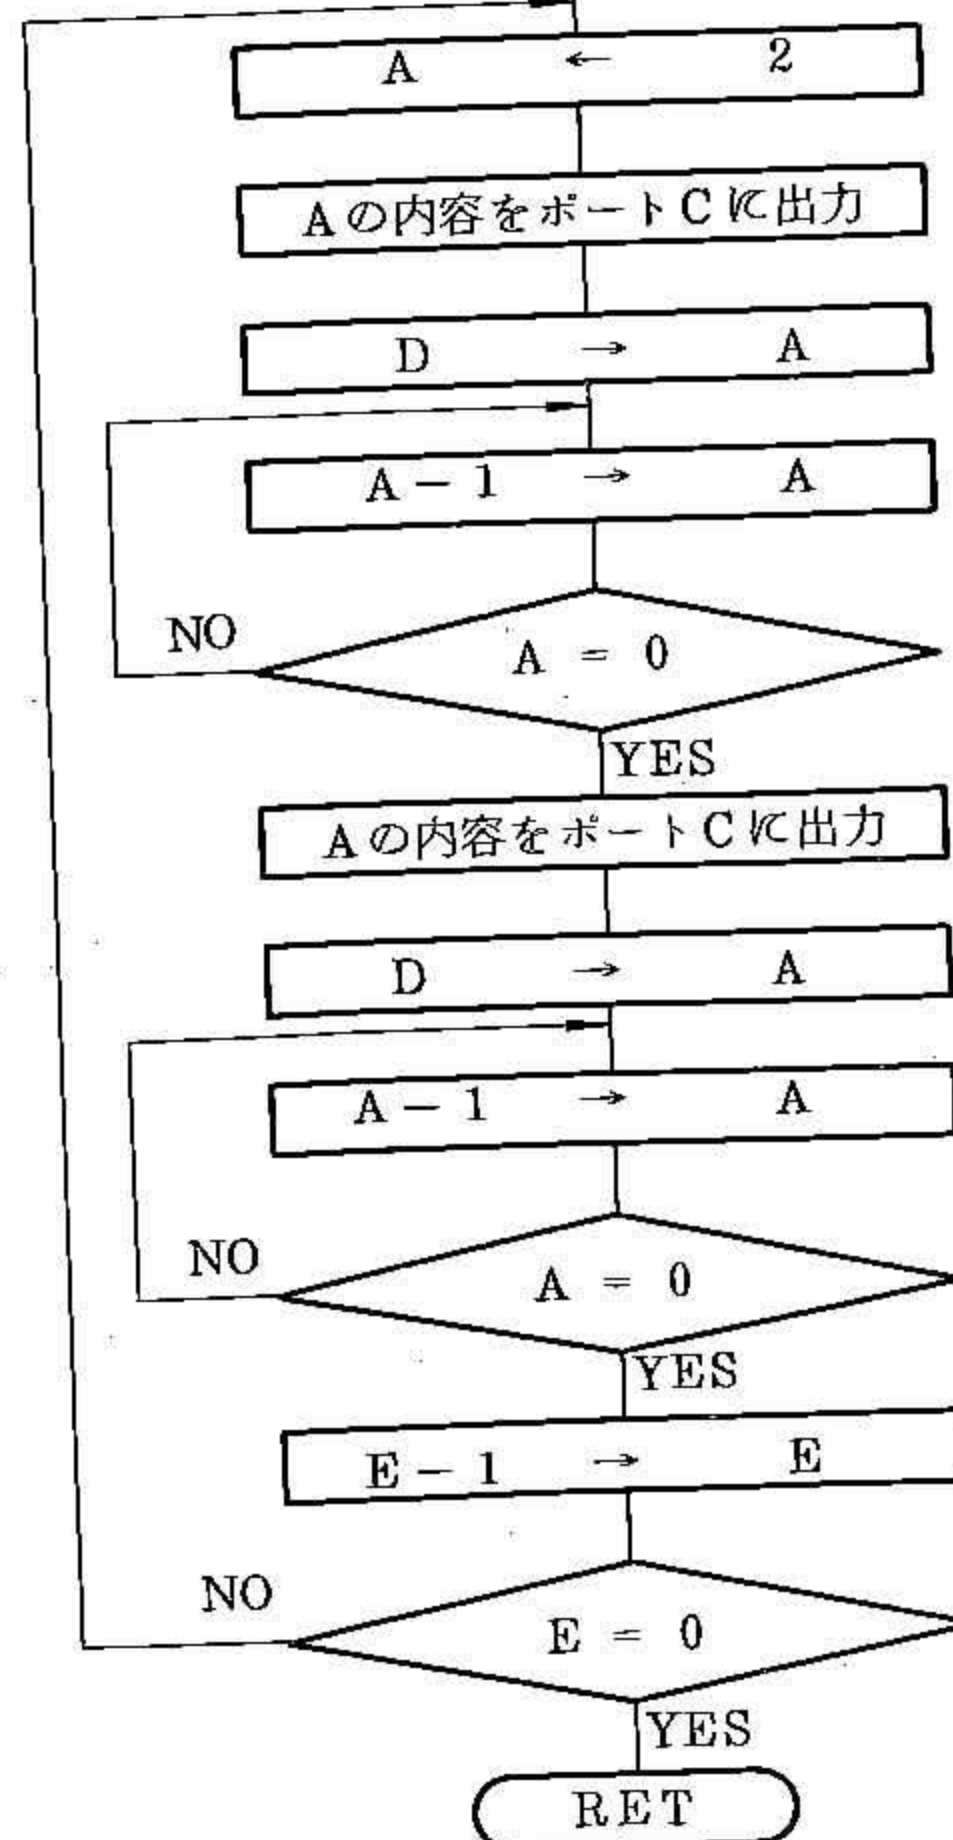 A ← 2
Aの内容をポートCに出力
D → A
A－1 → A
NO
A = 0
YES
Aの内容をポートCに出力
D → A
A－1 → A
NO
A = 0
YES
E－1 → E
NO
E = 0
YES
RET